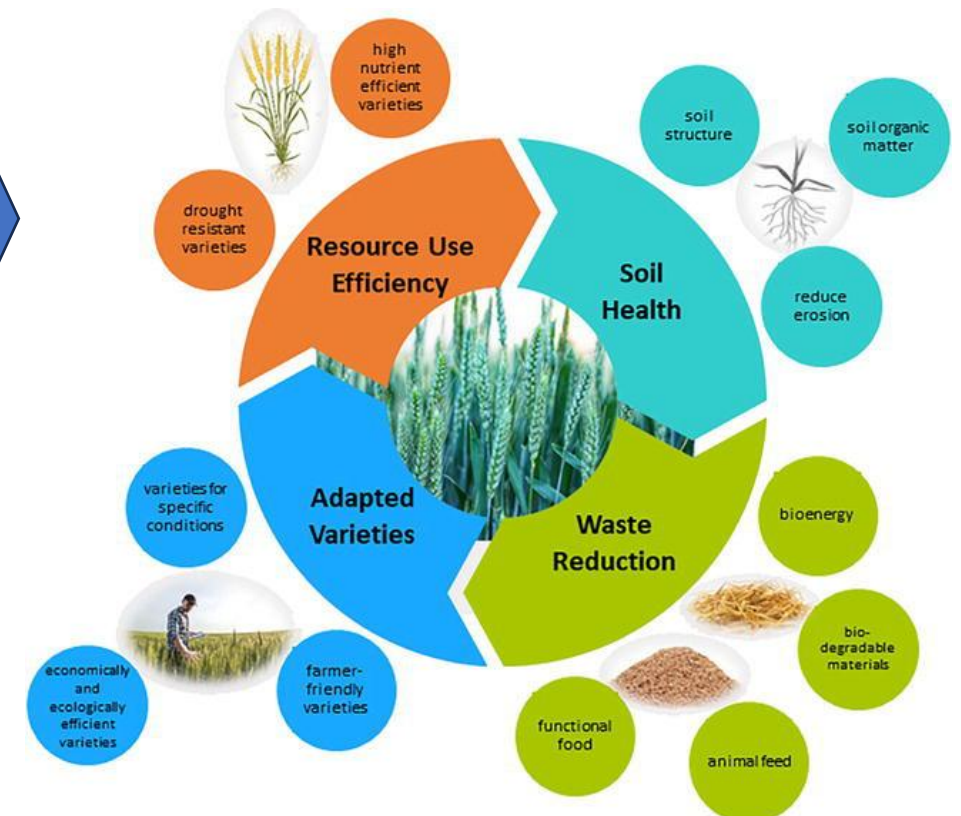 high
nutrient
efficient
varieties
drought
resistant
varieties
Resource Use
Efficiency
soil
structure
soil organic
matter
reduce
erosion
Soil
Health
bioenergy
bio-
degradable
materials
animal feed
functional
food
Waste
Reduction
Adapted
Varieties
varieties for
specific
conditions
economically
and
ecologically
efficient
varieties
farmer-
friendly
varieties